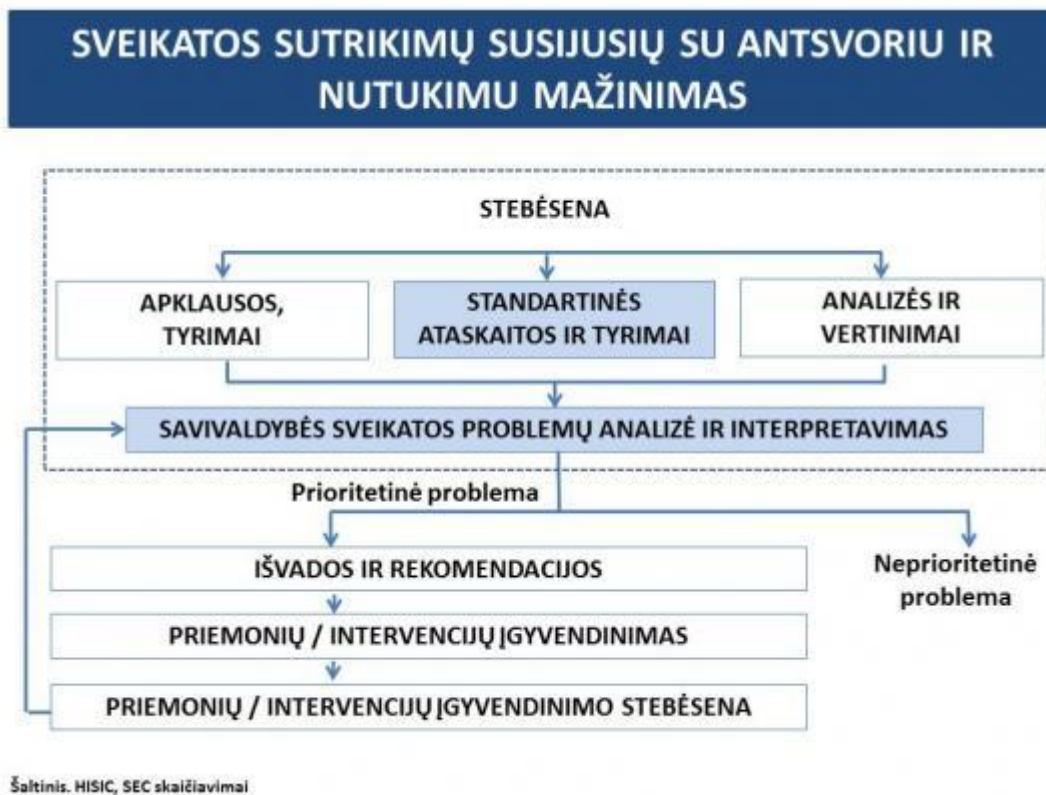 SVEIKATOS SUTRIKIMŲ SUSIJUSIŲ SU ANTSVORIU IR
NUTUKIMU MAŽINIMAS
STEBĖSENA
APKLAUSOS,
TYRIMAI
STANDARTINĖS
ATASKAITOS IR TYRIMAI
ANALIZĖS IR
VERTINIMAI
SAVIVALDYBĖS SVEIKATOS PROBLEMŲ ANALIZĖ IR INTERPRETAVIMAS
Prioritetinė problema
IŠVADOS IR REKOMENDACIJOS
Neprioritetinė
problema
PRIEMONIŲ / INTERVENCIJŲ ĮGYVENDINIMAS
PRIEMONIŲ / INTERVENCIJŲ ĮGYVENDINIMO STEBĖSENA
Šaltinis. HISIC, SEC skaičiavimai